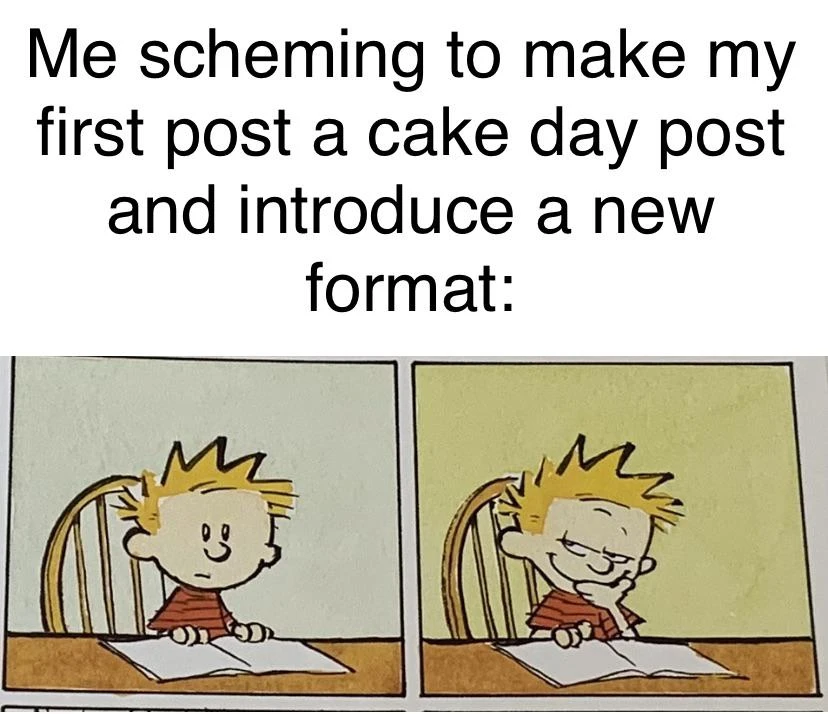 Me scheming to make my
first post a cake day post
and introduce a new
format: